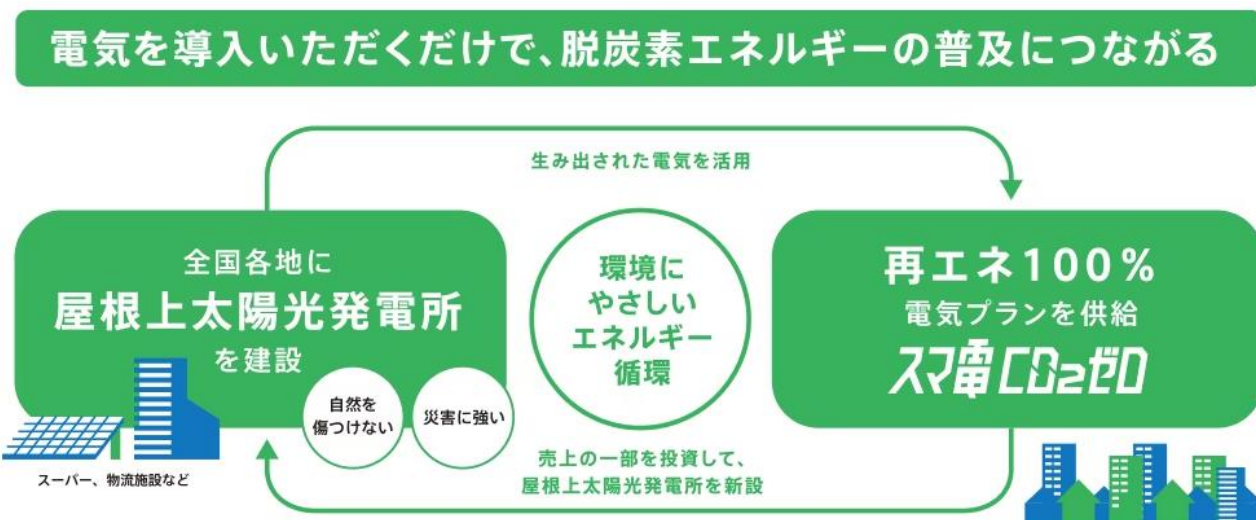 電気を導入いただくだけで、脱炭素エネルギーの普及につながる
生み出された電気を活用
全国各地に
屋根上太陽光発電所
を建設
自然を
傷つけない
災害に強い
スーパー、物流施設など
環境に
やさしい
エネルギー
循環
再エネ100%
電気プランを供給
スマ電CO2ゼロ
売上の一部を投資して、
屋根上太陽光発電所を新設